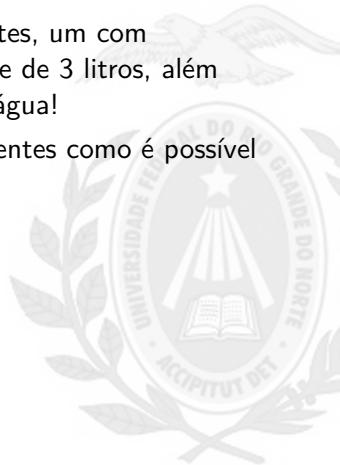 tes, um com
e de 3 litros, além
água!
entes como é possível
UNIVERSIDADE FEDERAL DO RIO GRANDE DO NORTE
ACCIPITUT DET